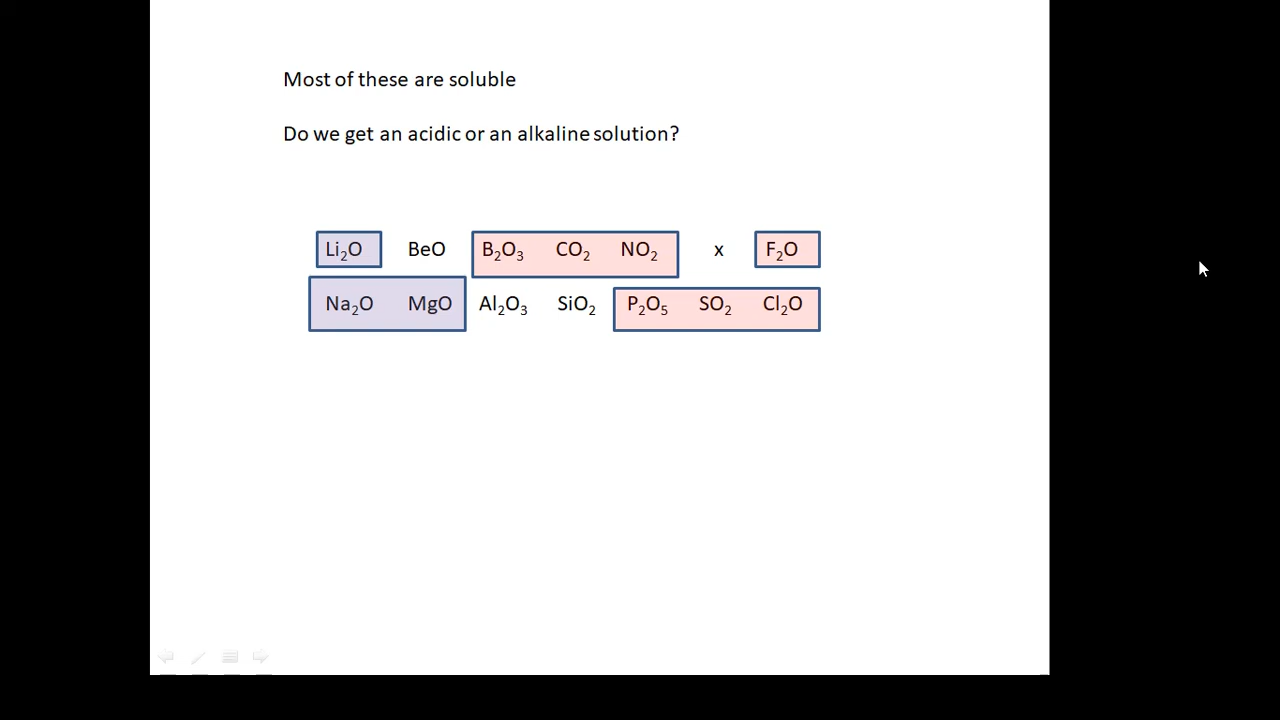 Most of these are soluble
Do we get an acidic or an alkaline solution?
Li₂O BeO B₂O₃ CO₂ NO₂ x F₂O
Na₂O MgO Al₂O₃ SiO₂ P₂O₅ SO₂ Cl₂O